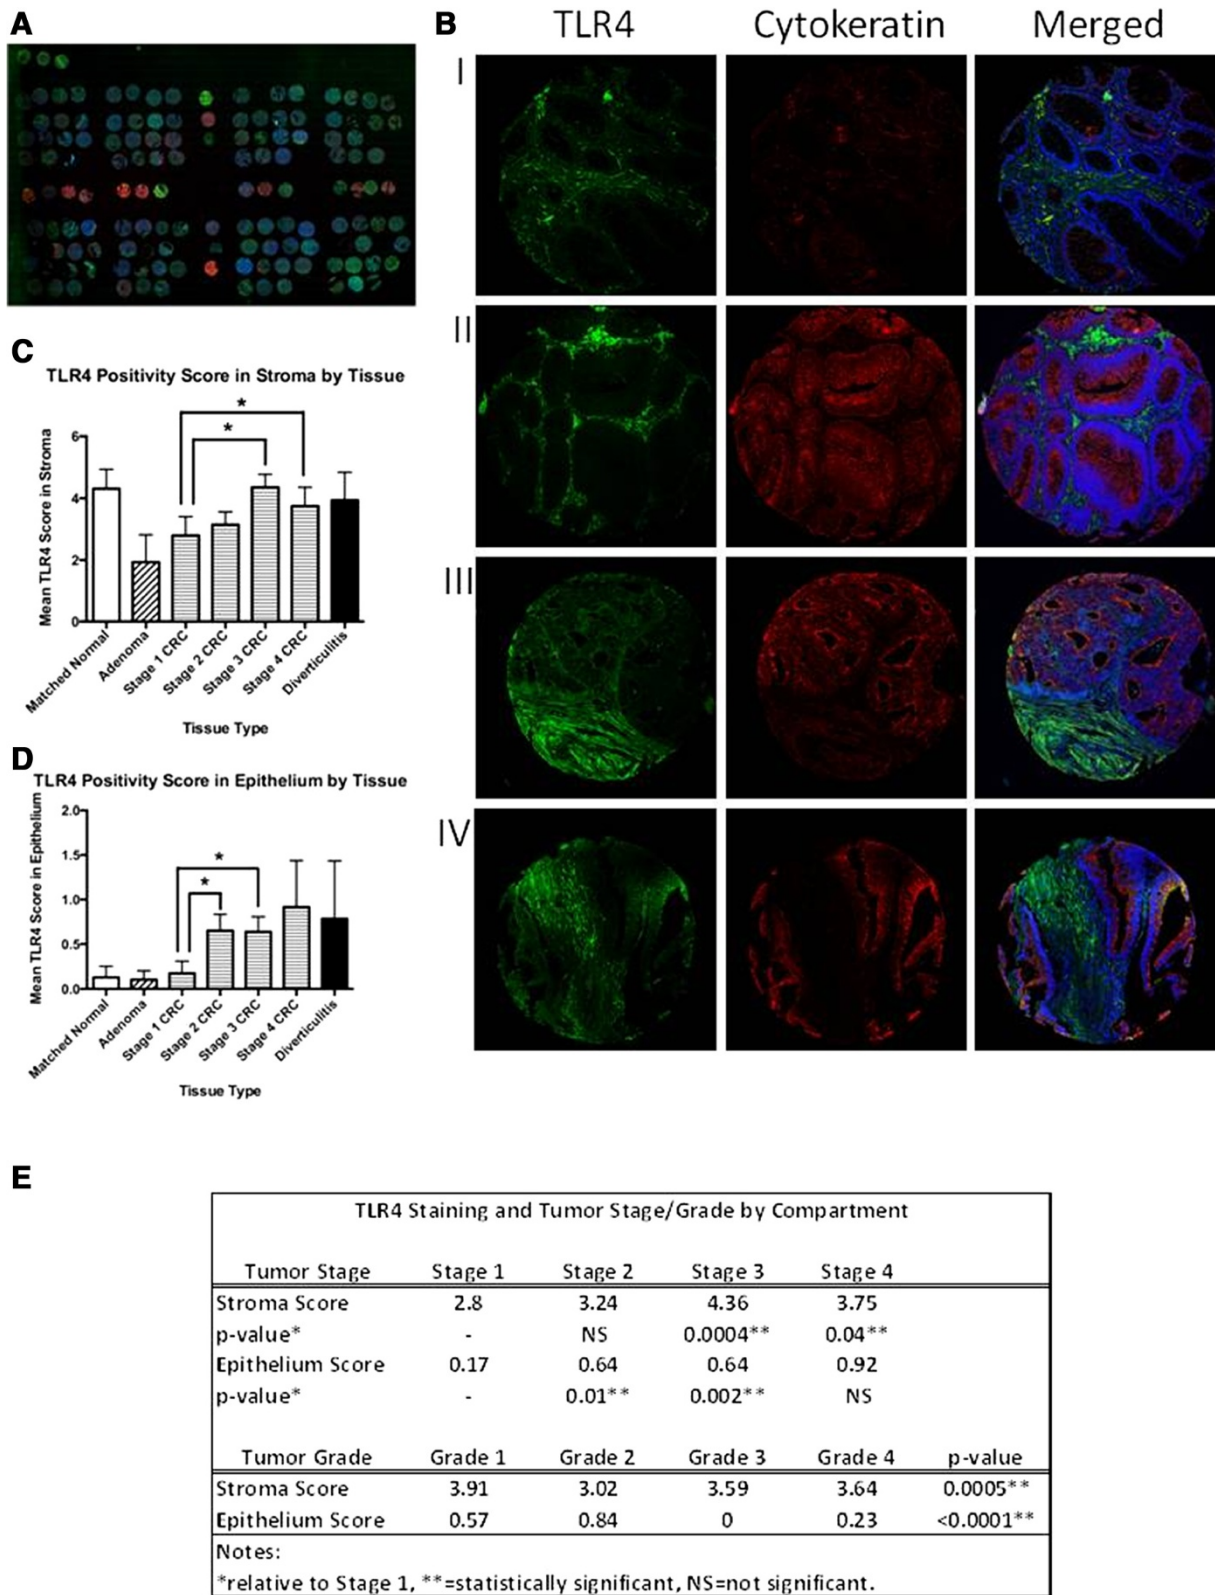 A
B
TLR4 Cytokeratin Merged
I
II
III
IV
C
TLR4 Positivity Score in Stroma by Tissue
Mean TLR4 Score in Stroma
6
4
2
0
* 
*
Matched Normal
Adenoma
Stage 1 CRC
Stage 2 CRC
Stage 3 CRC
Stage 4 CRC
Diverticulitis
Tissue Type
D
TLR4 Positivity Score in Epithelium by Tissue
Mean TLR4 Score in Epithelium
2.0
1.5
1.0
0.5
0.0
*
*
Matched Normal
Adenoma
Stage 1 CRC
Stage 2 CRC
Stage 3 CRC
Stage 4 CRC
Diverticulitis
Tissue Type
E
TLR4 Staining and Tumor Stage/Grade by Compartment
Tumor Stage Stage 1 Stage 2 Stage 3 Stage 4
Stroma Score 2.8 3.24 4.36 3.75
p-value* - NS 0.0004** 0.04**
Epithelium Score 0.17 0.64 0.64 0.92
p-value* - 0.01** 0.002** NS
Tumor Grade Grade 1 Grade 2 Grade 3 Grade 4 p-value
Stroma Score 3.91 3.02 3.59 3.64 0.0005**
Epithelium Score 0.57 0.84 0 0.23 <0.0001**
Notes:
*relative to Stage 1, **=statistically significant, NS=not significant.